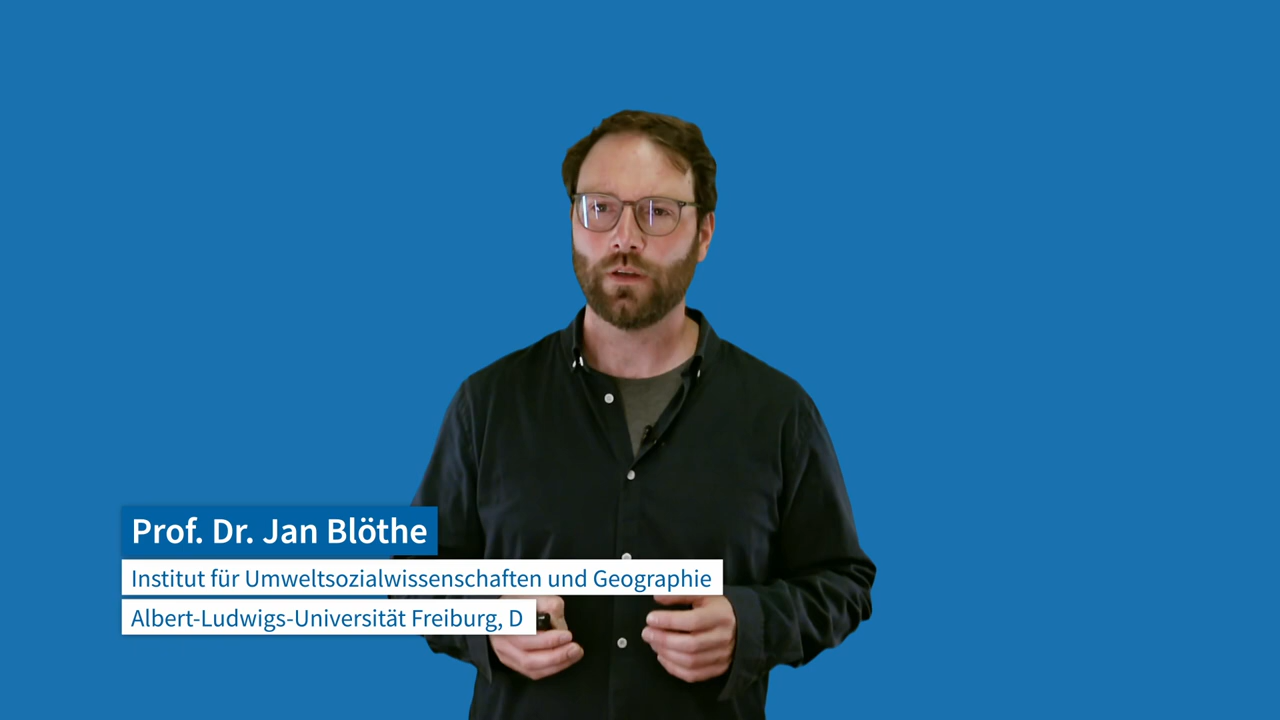 Prof. Dr. Jan Blöthe
Institut für Umweltsozialwissenschaften und Geographie
Albert-Ludwigs-Universität Freiburg, D